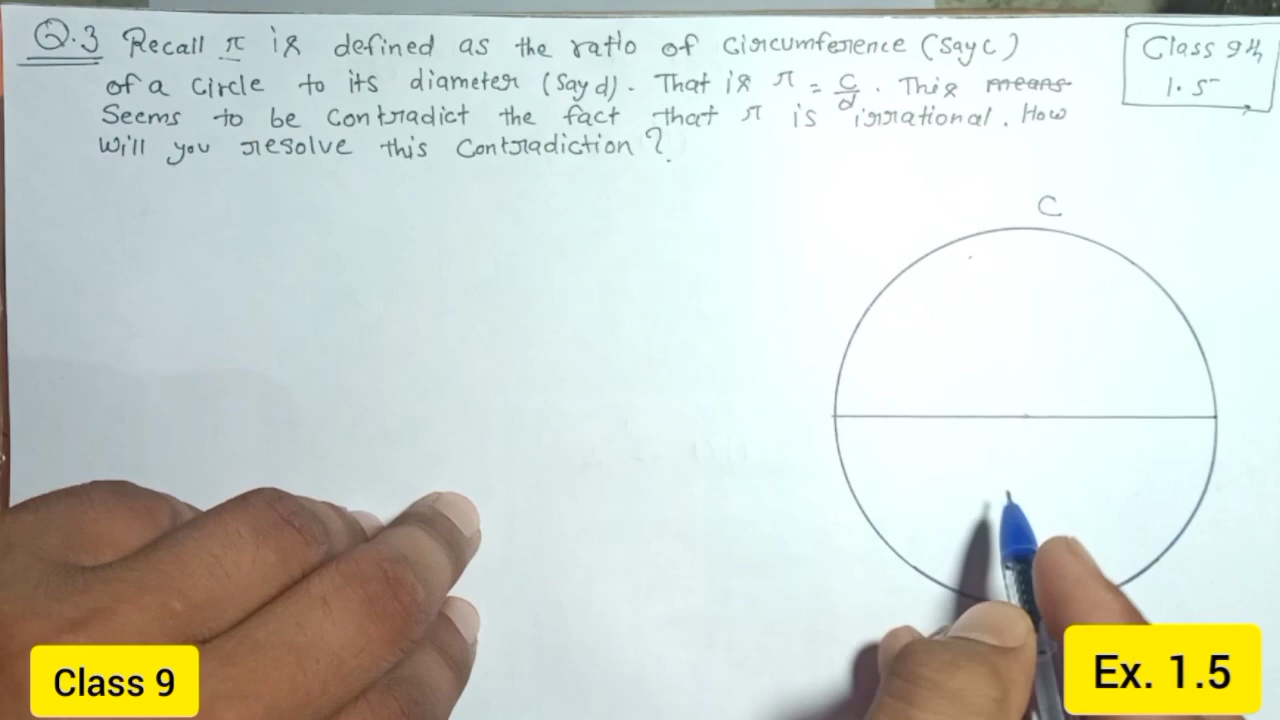 Q.3 Recall π is defined as the ratio of circumference (say c)
of a circle to its diameter (say d). That is π = c/d. This means
Seems to be contradict the fact that π is irrational. How
will you resolve this contradiction?
Class 9th
1.5
C
Class 9
Ex. 1.5